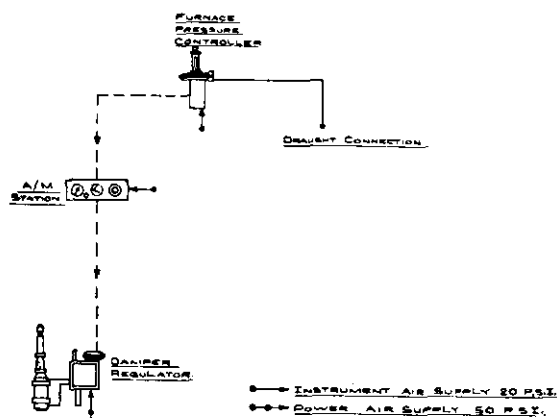 FURNACE
PRESSURE
CONTROLLER
DRAUGHT CONNECTION
A/M
STATION
DAMPER
REGULATOR
INSTRUMENT AIR SUPPLY 20 P.S.I.
POWER AIR SUPPLY 50 P.S.I.